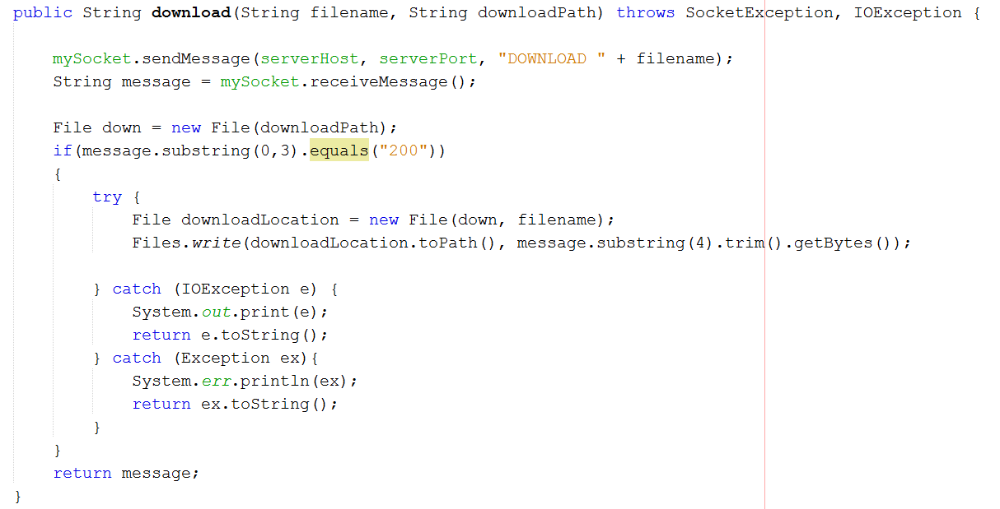 public String download(String filename, String downloadPath) throws SocketException, IOException {
mySocket.sendMessage(serverHost, serverPort, "DOWNLOAD " + filename);
String message = mySocket.receiveMessage();
File down = new File(downloadPath);
if(message.substring(0,3).equals("200"))
{
try {
File downloadLocation = new File(down, filename);
Files.write(downloadLocation.toPath(), message.substring(4).trim().getBytes());
} catch (IOException e) {
System.out.print(e);
return e.toString();
} catch (Exception ex){
System.err.println(ex);
return ex.toString();
}
}
return message;
}